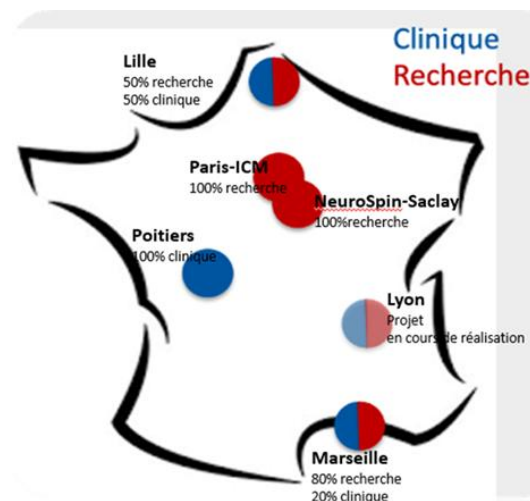 Clinique
Recherche
Lille
50% recherche
50% clinique
Paris-ICM
100% recherche
NeuroSpin-Saclay
100%recherche
Poitiers
100% clinique
Lyon
Projet
en cours de réalisation
Marseille
80% recherche
20% clinique